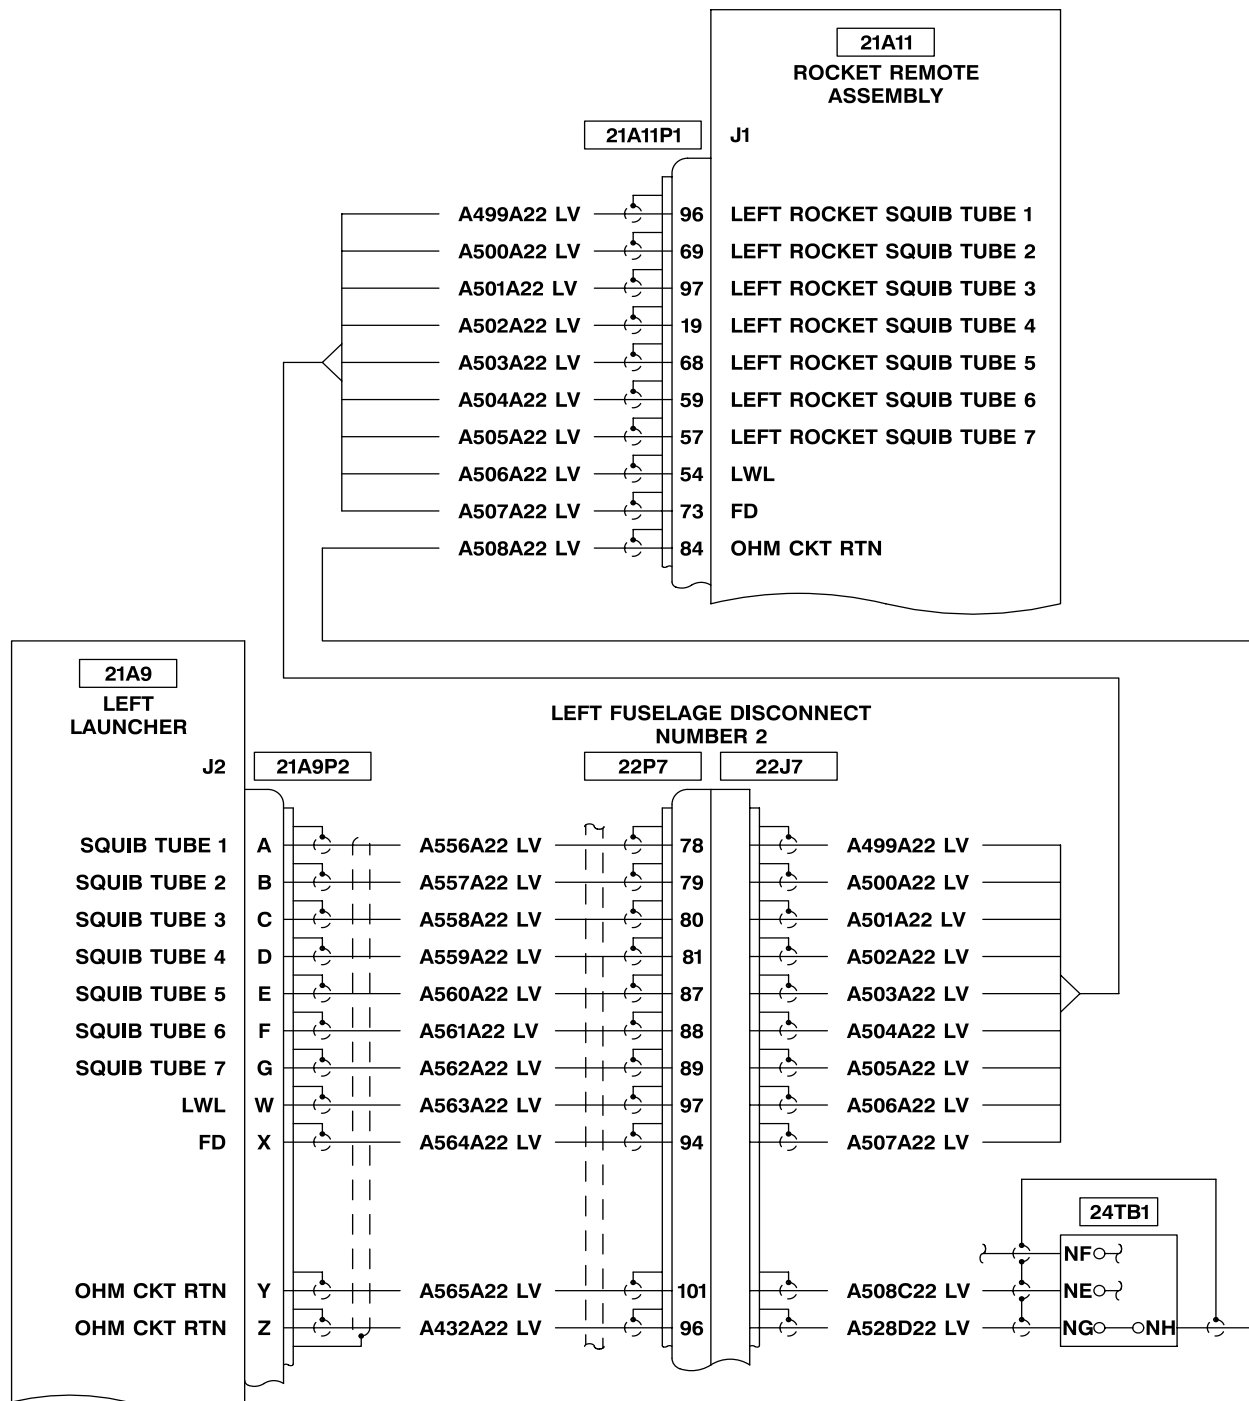 21A11
ROCKET REMOTE
ASSEMBLY
21A11P1 J1
A499A22 LV 96 LEFT ROCKET SQUIB TUBE 1
A500A22 LV 69 LEFT ROCKET SQUIB TUBE 2
A501A22 LV 97 LEFT ROCKET SQUIB TUBE 3
A502A22 LV 19 LEFT ROCKET SQUIB TUBE 4
A503A22 LV 68 LEFT ROCKET SQUIB TUBE 5
A504A22 LV 59 LEFT ROCKET SQUIB TUBE 6
A505A22 LV 57 LEFT ROCKET SQUIB TUBE 7
A506A22 LV 54 LWL
A507A22 LV 73 FD
A508A22 LV 84 OHM CKT RTN
21A9
LEFT
LAUNCHER
LEFT FUSELAGE DISCONNECT
NUMBER 2
J2 21A9P2 22P7 22J7
SQUIB TUBE 1 A A556A22 LV 78 A499A22 LV
SQUIB TUBE 2 B A557A22 LV 79 A500A22 LV
SQUIB TUBE 3 C A558A22 LV 80 A501A22 LV
SQUIB TUBE 4 D A559A22 LV 81 A502A22 LV
SQUIB TUBE 5 E A560A22 LV 87 A503A22 LV
SQUIB TUBE 6 F A561A22 LV 88 A504A22 LV
SQUIB TUBE 7 G A562A22 LV 89 A505A22 LV
LWL W A563A22 LV 97 A506A22 LV
FD X A564A22 LV 94 A507A22 LV
24TB1
NF
OHM CKT RTN Y A565A22 LV 101 A508C22 LV NE
OHM CKT RTN Z A432A22 LV 96 A528D22 LV NG NH